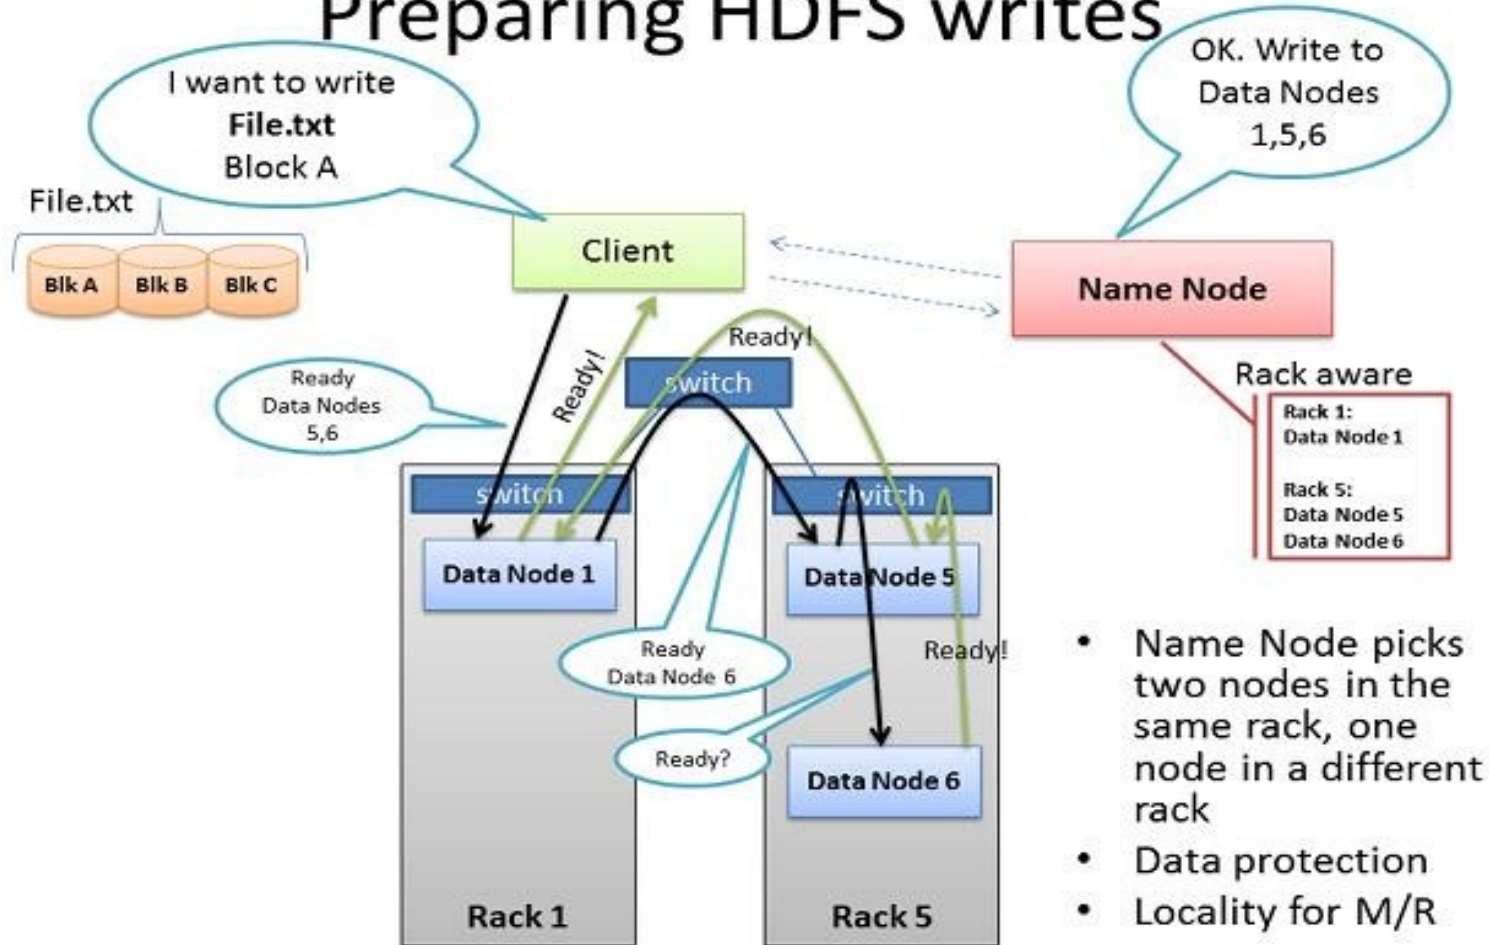 Preparing HDFS writes
I want to write
File.txt
Block A
OK. Write to
Data Nodes
1,5,6
File.txt
Blk A
Blk B
Blk C
Client
Name Node
Ready!
Ready!
switch
Ready
Data Nodes
5,6
Rack aware
Rack 1:
Data Node 1
Rack 5:
Data Node 5
Data Node 6
switch
switch
Data Node 1
Data Node 5
Ready
Data Node 6
Ready!
Ready?
Data Node 6
Rack 1
Rack 5
• Name Node picks
two nodes in the
same rack, one
node in a different
rack
• Data protection
• Locality for M/R